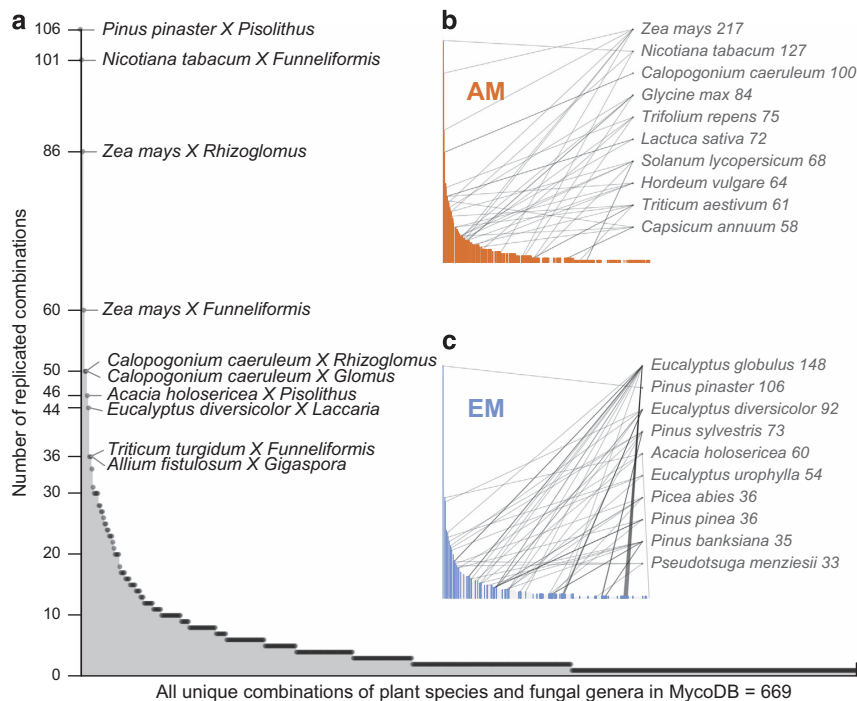 a
106
Pinus pinaster X Pisolithus
101
Nicotiana tabacum X Funneliformis
86
Zea mays X Rhizoglomus
60
Zea mays X Funneliformis
Calopogonium caeruleum X Rhizoglomus
50
Calopogonium caeruleum X Glomus
46
Acacia holosericea X Pisolithus
44
Eucalyptus diversicolor X Laccaria
Triticum turgidum X Funneliformis
36
Allium fistulosum X Gigaspora
30
20
10
0
Number of replicated combinations
All unique combinations of plant species and fungal genera in MycoDB = 669
b
AM
Zea mays 217
Nicotiana tabacum 127
Calopogonium caeruleum 100
Glycine max 84
Trifolium repens 75
Lactuca sativa 72
Solanum lycopersicum 68
Hordeum vulgare 64
Triticum aestivum 61
Capsicum annuum 58
c
EM
Eucalyptus globulus 148
Pinus pinaster 106
Eucalyptus diversicolor 92
Pinus sylvestris 73
Acacia holosericea 60
Eucalyptus urophylla 54
Picea abies 36
Pinus pinea 36
Pinus banksiana 35
Pseudotsuga menziesii 33